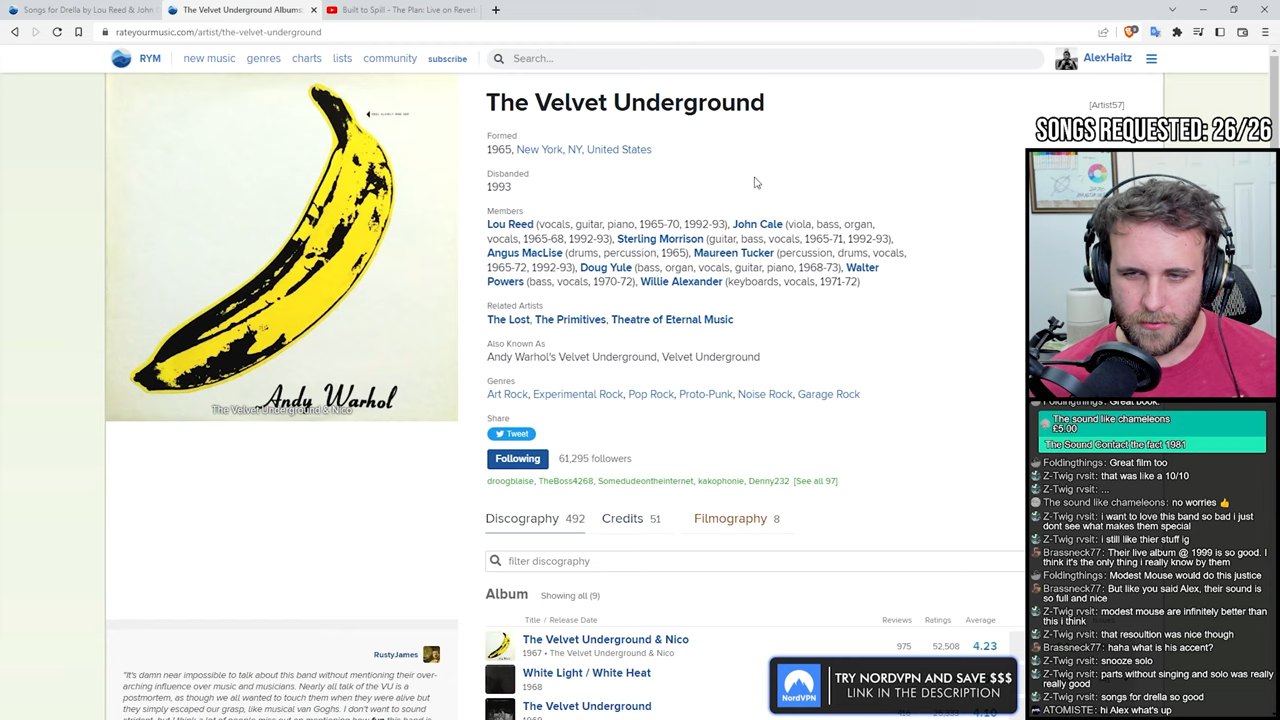 Songs for Drella by Lou Reed & John
The Velvet Underground Albums:
Built to Spill - The Plan: Live on Reverb
rateyourmusic.com/artist/the-velvet-underground
RYM new music genres charts lists community subscribe
Search...
AlexHaitz
The Velvet Underground
[Artist57]
SONGS REQUESTED: 26/26
Formed
1965, New York, NY, United States
Disbanded
1993
Members
Lou Reed (vocals, guitar, piano, 1965-70, 1992-93), John Cale (viola, bass, organ,
vocals, 1965-68, 1992-93), Sterling Morrison (guitar, bass, vocals, 1965-71, 1992-93),
Angus MacLise (drums, percussion, 1965), Maureen Tucker (percussion, drums, vocals,
1965-72, 1992-93), Doug Yule (bass, organ, vocals, guitar, piano, 1968-73), Walter
Powers (bass, vocals, 1970-72), Willie Alexander (keyboards, vocals, 1971-72)
Related Artists
The Lost, The Primitives, Theatre of Eternal Music
Also Known As
Andy Warhol's Velvet Underground, Velvet Underground
Genres
Art Rock, Experimental Rock, Pop Rock, Proto-Punk, Noise Rock, Garage Rock
Andy Warhol
The Velvet Underground & Nico
Share
Tweet
Following 61,295 followers
droogblaise, TheBoss4268, Somedudeontheinternet, kakophonie, Denny232 [See all 97]
Discography 492 Credits 51 Filmography 8
filter discography
Album Showing all (9)
Title / Release Date Reviews Ratings Average
The Velvet Underground & Nico
1967 • The Velvet Underground & Nico
975 52,508 4.23
White Light / White Heat
1968
The Velvet Underground
RustyJames
"It's damn near impossible to talk about this band without mentioning their over-
arching influence over music and musicians. Nearly all talk of the VU is a
postmortem, as though we all wanted to touch them when they were alive but
they simply escaped our grasp, like musical van Goghs. I don't want to sound
TRY NORDVPN AND SAVE $$$
LINK IN THE DESCRIPTION
NordVPN
Foldingthings: Great book.
The sound like chameleons
£5.00
The Sound Contact the fact 1981
Foldingthings: Great film too
Z-Twig rvsit: that was like a 10/10
Z-Twig rvsit: ...
The sound like chameleons: no worries 👍
Z-Twig rvsit: i want to love this band so bad i just
dont see what makes them special
Z-Twig rvsit: i still like thier stuff ig
Brassneck77: Their live album @ 1999 is so good. I
think it's the only thing i really know by them
Foldingthings: Modest Mouse would do this justice
Brassneck77: But like you said Alex, their sound is
so full and nice
Z-Twig rvsit: modest mouse are infinitely better than
this i think
Z-Twig rvsit: that resoultion was nice though
Brassneck77: haha what is his accent?
Z-Twig rvsit: snooze solo
Z-Twig rvsit: parts without singing and solo was really
really good
Z-Twig rvsit: songs for drella so good
ATOMISTE: hi Alex what's up